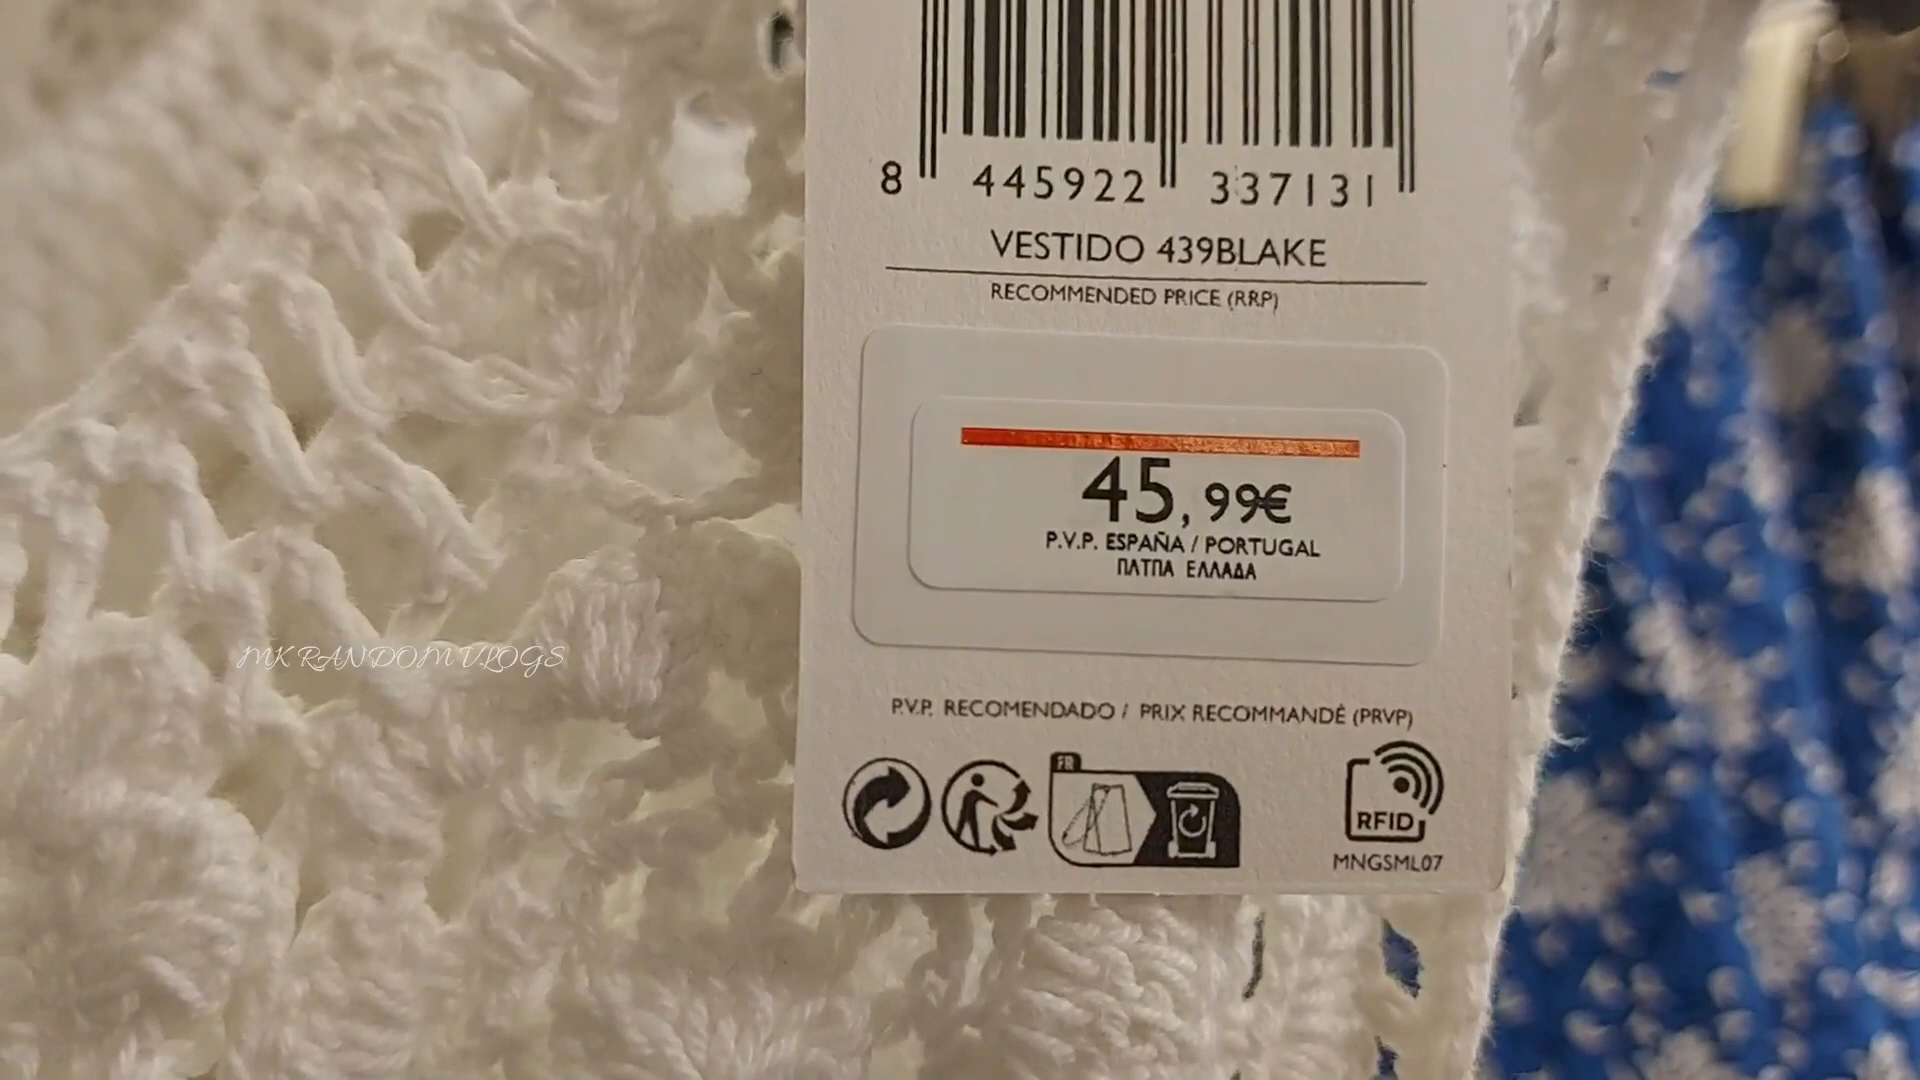 8 445922 337131
VESTIDO 439BLAKE
RECOMMENDED PRICE (RRP)
45,99€
P.V.P. ESPAÑA / PORTUGAL
ΠΛΤΠΑ ΕΛΛΑΔΑ
P.V.P. RECOMENDADO / PRIX RECOMMANDÉ (PRVP)
FR
RFID
MNGSML07
MK RANDOM VLOGS